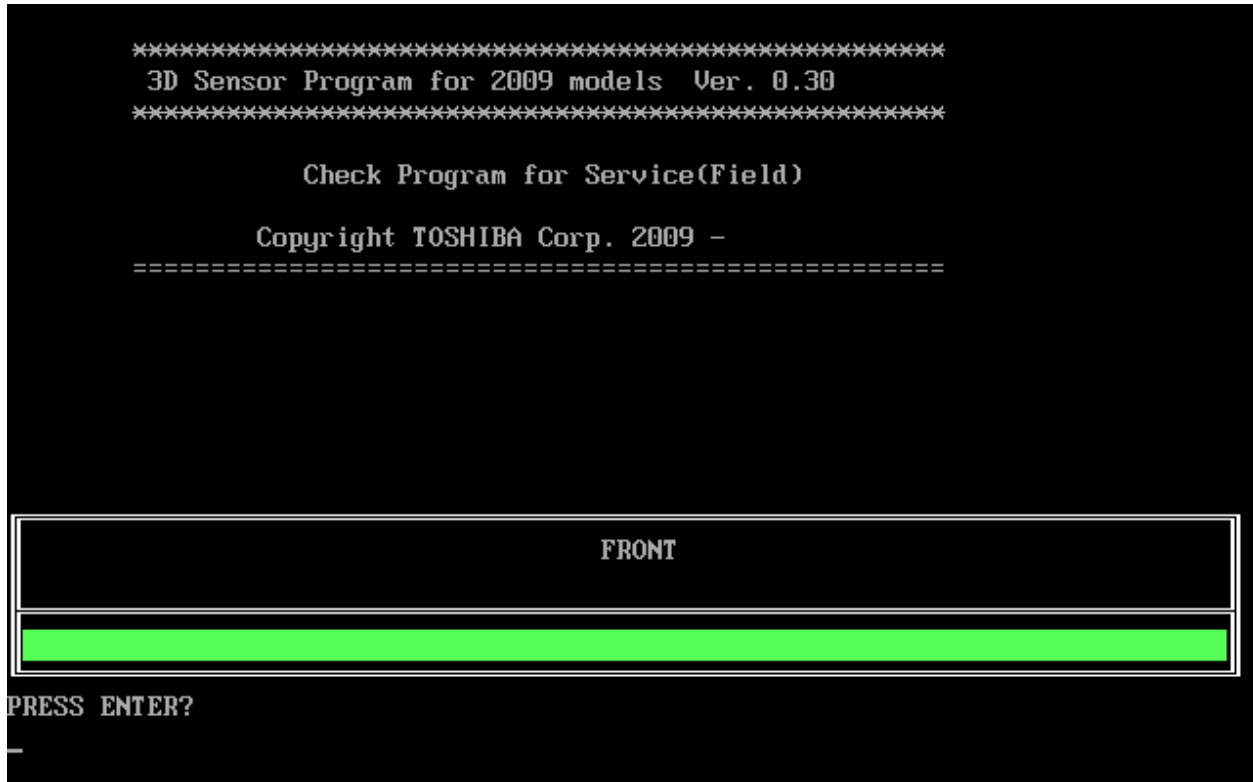 ****************************************************
3D Sensor Program for 2009 models  Ver. 0.30
****************************************************
Check Program for Service(Field)
Copyright TOSHIBA Corp. 2009 -
====================================================
FRONT
PRESS ENTER?
_